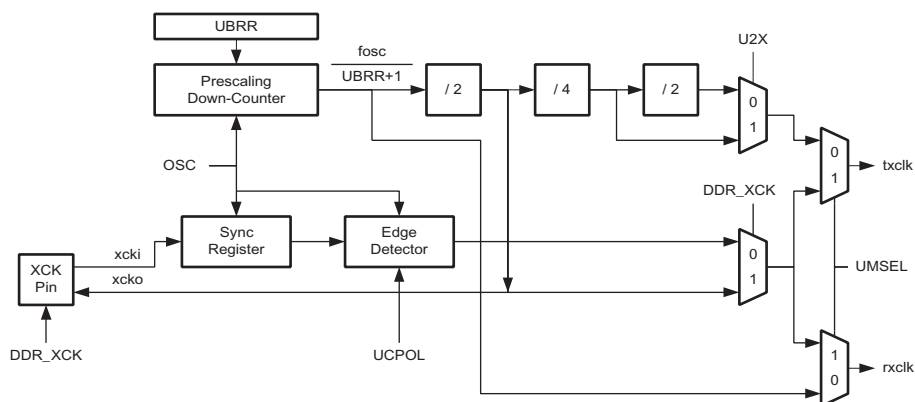 UBRR
fosc
UBRR+1
U2X
Prescaling
Down-Counter
/ 2
/ 4
/ 2
0
1
OSC
0
1
txclk
DDR_XCK
Sync
Register
Edge
Detector
xcki
0
1
UMSEL
XCK
Pin
xcko
DDR_XCK
UCPOL
1
0
rxclk